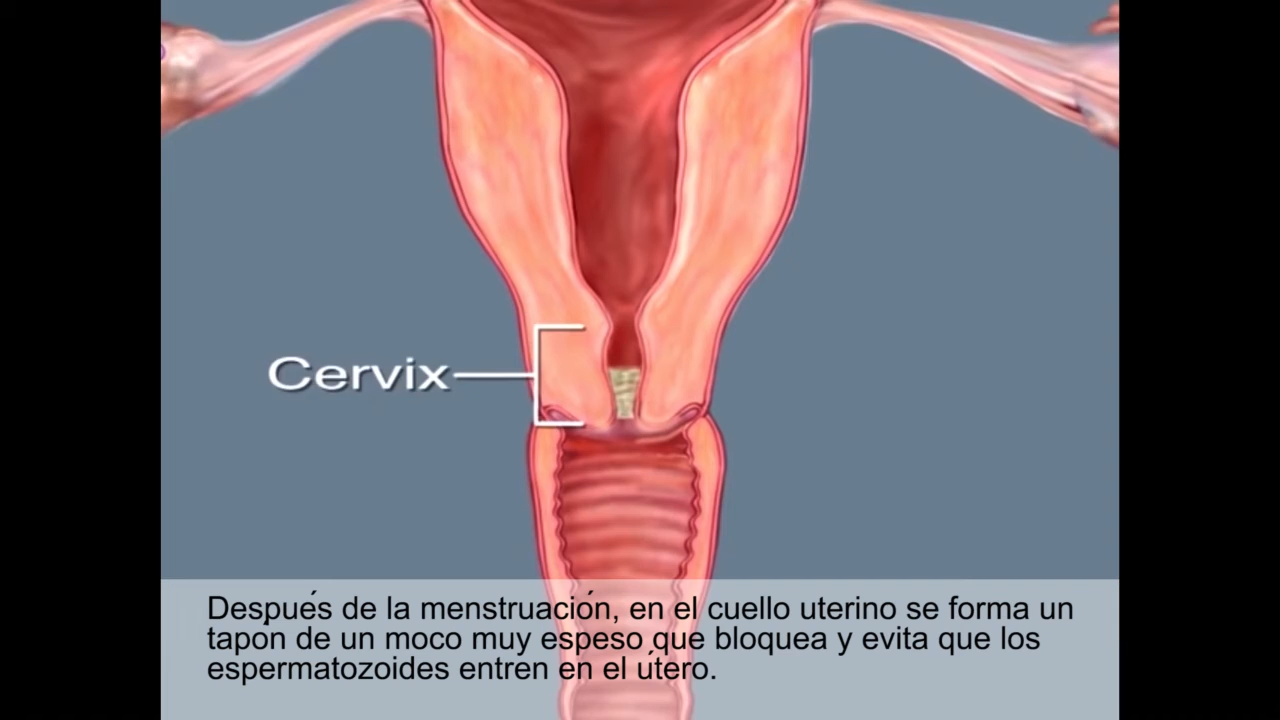 Cervix
Después de la menstruación, en el cuello uterino se forma un
tapón de un moco muy espeso que bloquea y evita que los
espermatozoides entren en el útero.